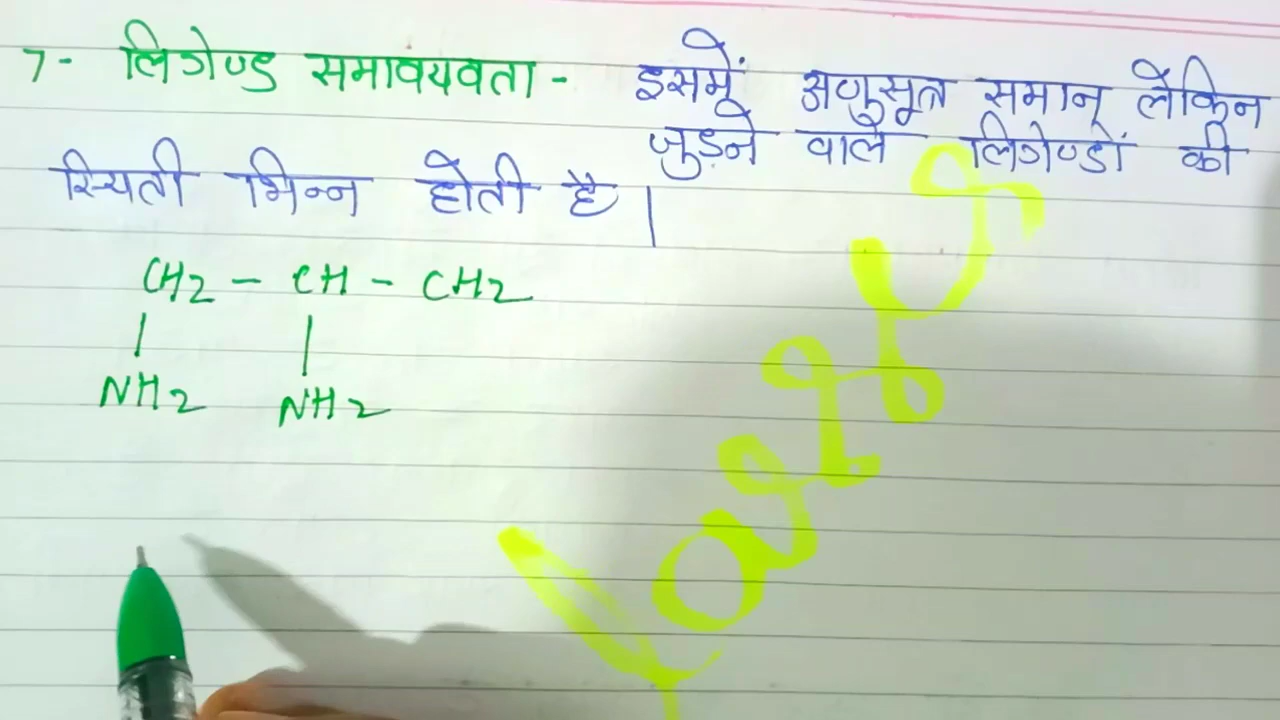 7- लिगेण्ड समावयवता - इसमें अणुसूत्र समान लेकिन
जुड़ने वाले लिगेण्डों की
स्थिती भिन्न होती है |
CH2 - CH - CH2
| |
NH2 NH2